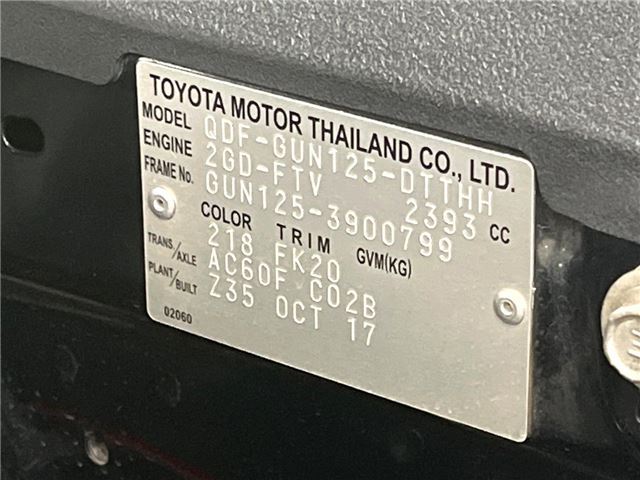 TOYOTA MOTOR THAILAND CO., LTD.
MODEL QDF-GUN125-DTTHH
ENGINE 2GD-FTV 2393 CC
FRAME No. GUN125-3900799
COLOR TRIM GVM(KG)
218 FK20
TRANS/AXLE AC60F C02B
PLANT/BUILT Z35 OCT 17
02060